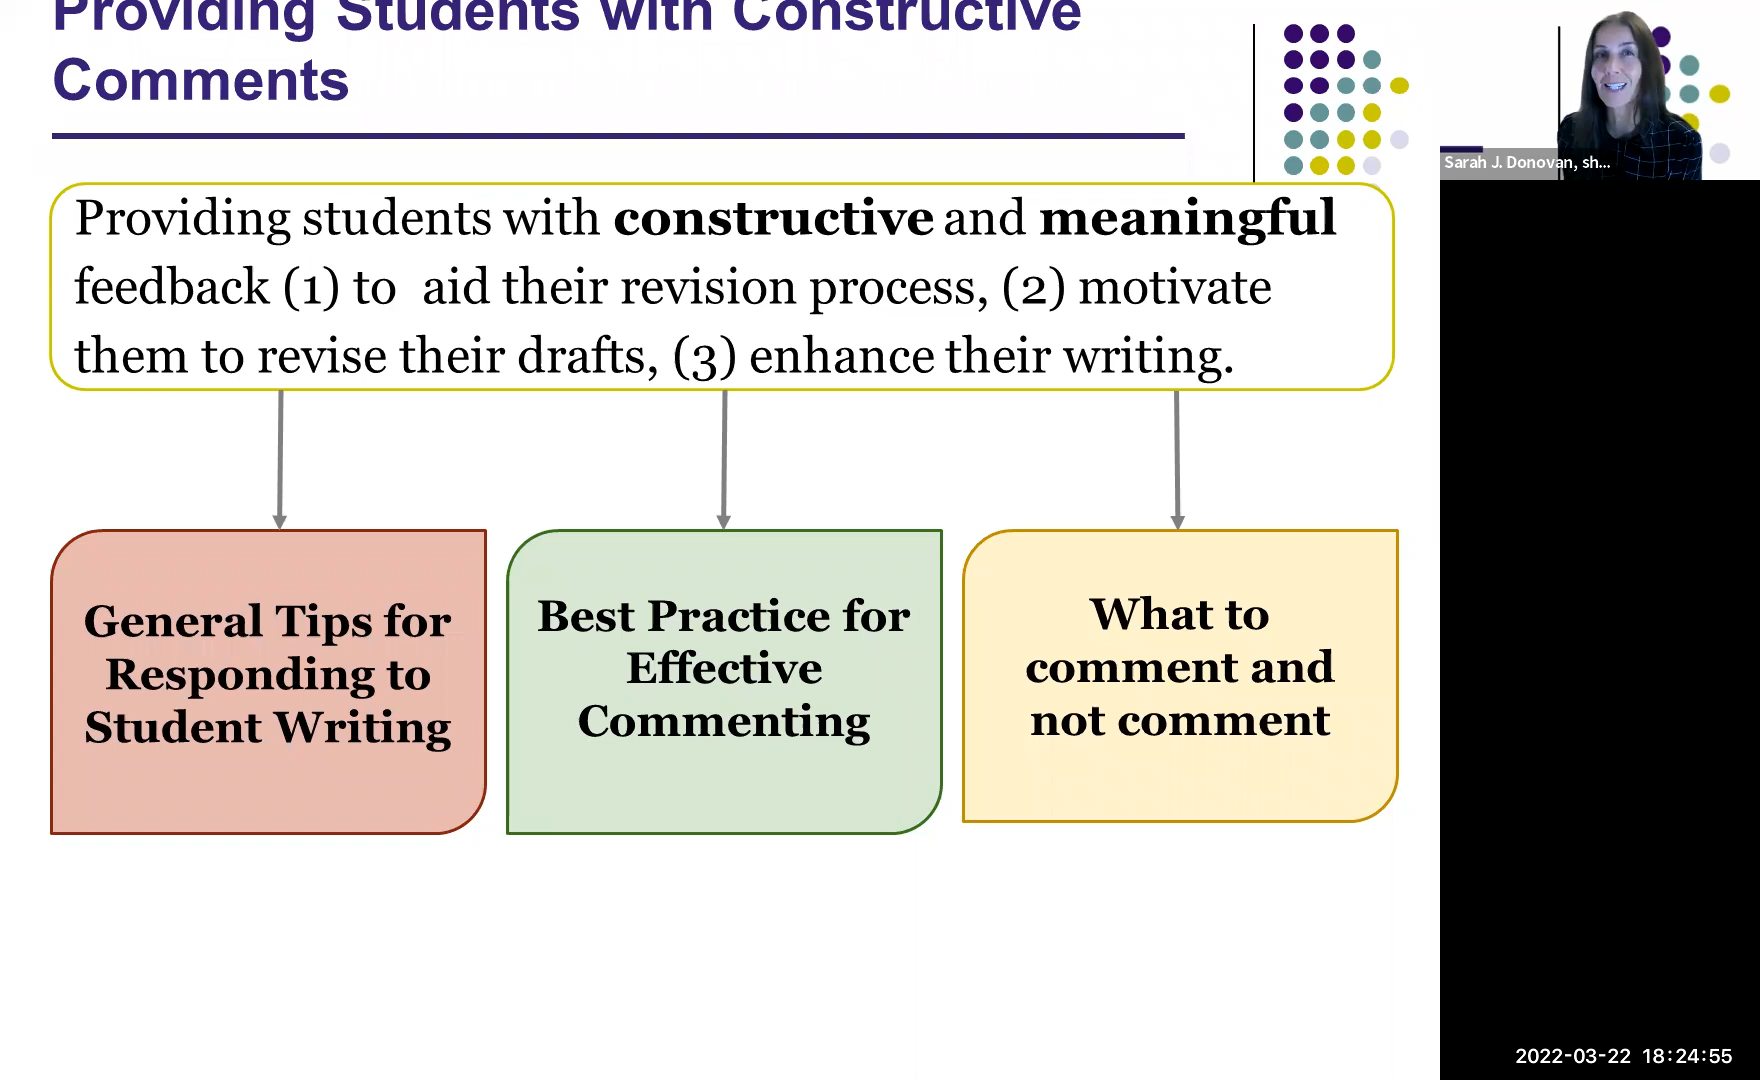 Providing Students with Constructive
Comments
Sarah J. Donovan, sh...
Providing students with constructive and meaningful
feedback (1) to  aid their revision process, (2) motivate
them to revise their drafts, (3) enhance their writing.
General Tips for
Responding to
Student Writing
Best Practice for
Effective
Commenting
What to
comment and
not comment
2022-03-22 18:24:55